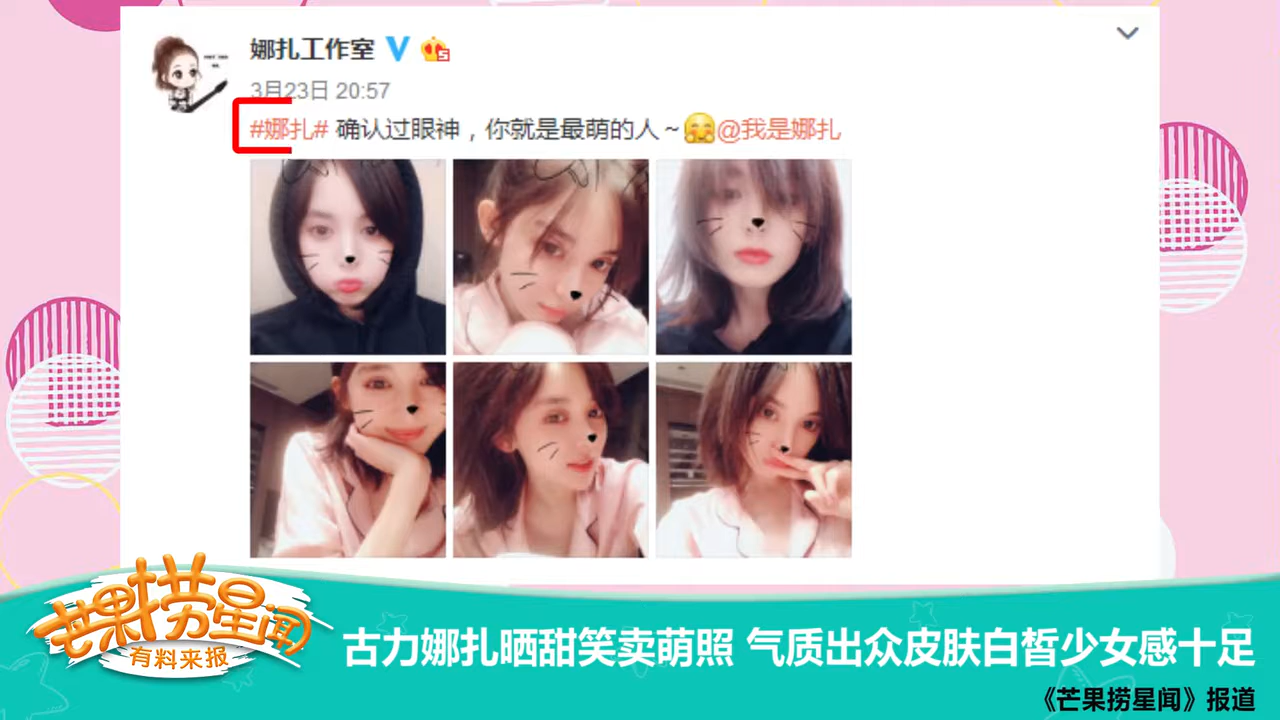 娜扎工作室
3月23日 20:57
#娜扎# 确认过眼神，你就是最萌的人～🤗@我是娜扎
芒果捞星闻
有料来报
古力娜扎晒甜笑卖萌照 气质出众皮肤白皙少女感十足
《芒果捞星闻》报道